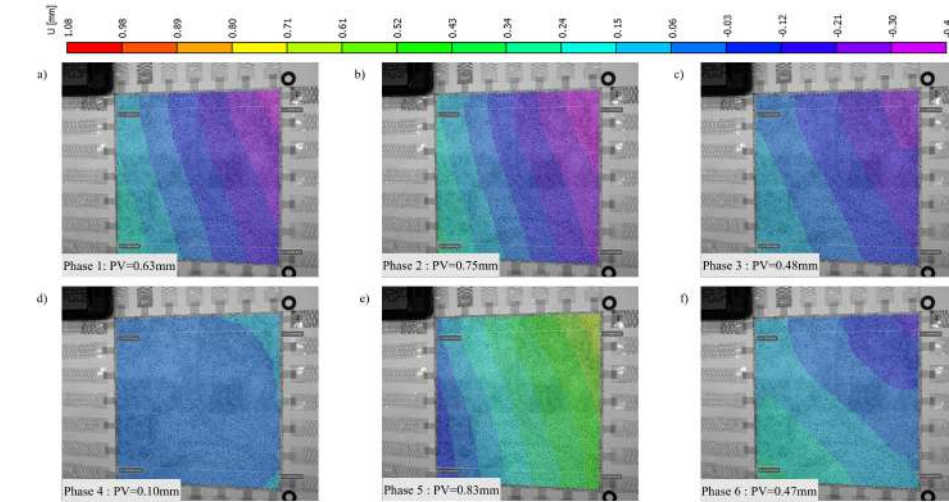 U [mm]
1.08
0.98
0.89
0.80
0.71
0.61
0.52
0.43
0.34
0.24
0.15
0.06
-0.03
-0.12
-0.21
-0.30
-0.4
a)
b)
c)
Phase 1: PV=0.63mm
Phase 2 : PV=0.75mm
Phase 3 : PV=0.48mm
d)
e)
f)
Phase 4 : PV=0.10mm
Phase 5 : PV=0.83mm
Phase 6 : PV=0.47mm